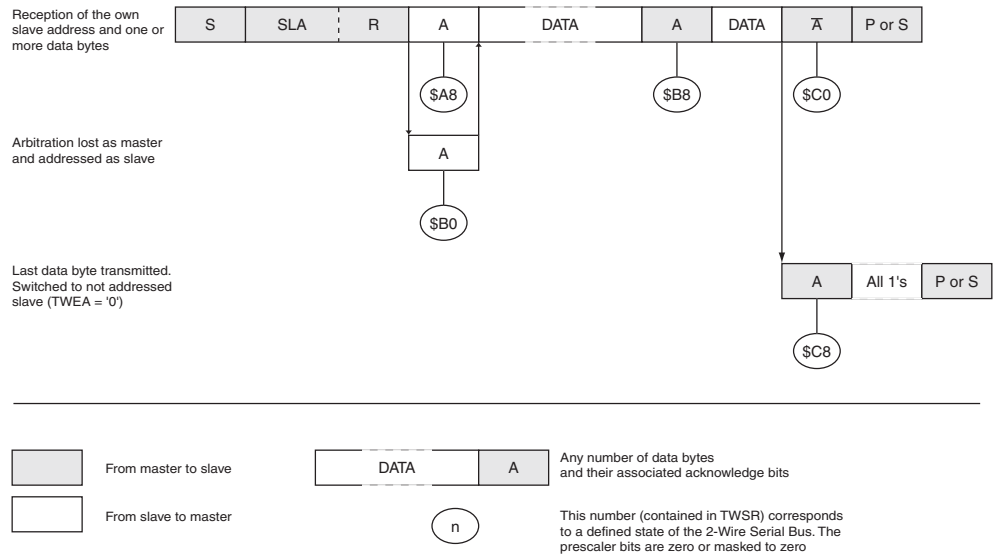 Reception of the own
slave address and one or
more data bytes
S SLA R A DATA A DATA A̅ P or S
$A8 $B8 $C0
Arbitration lost as master
and addressed as slave
A
$B0
Last data byte transmitted.
Switched to not addressed
slave (TWEA = '0')
A All 1's P or S
$C8
From master to slave
DATA A
Any number of data bytes
and their associated acknowledge bits
From slave to master
n
This number (contained in TWSR) corresponds
to a defined state of the 2-Wire Serial Bus. The
prescaler bits are zero or masked to zero